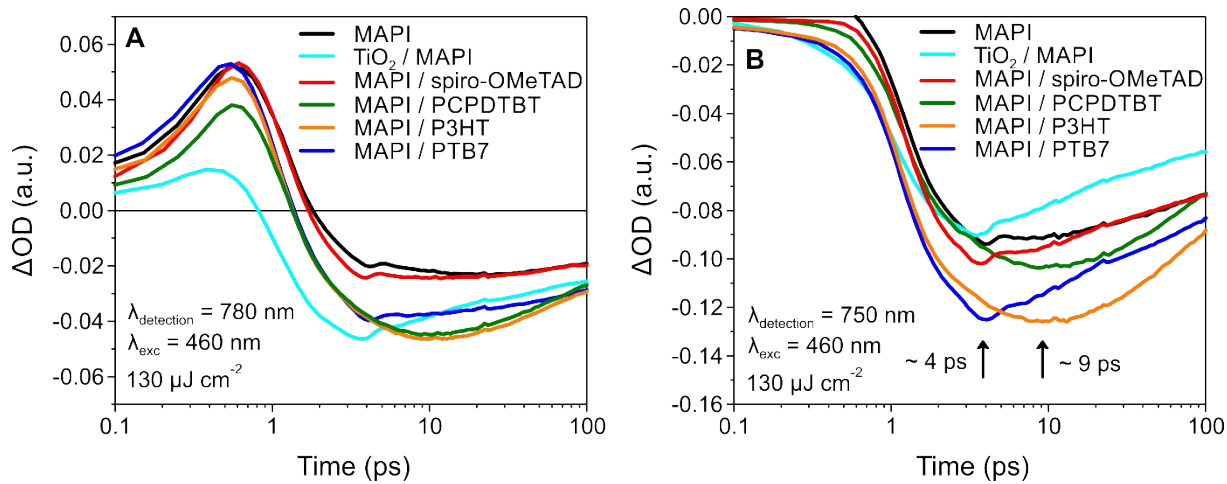 A
MAPI
TiO₂ / MAPI
MAPI / spiro-OMeTAD
MAPI / PCPDTBT
MAPI / P3HT
MAPI / PTB7
0.06
0.04
0.02
0.00
-0.02
-0.04
-0.06
ΔOD (a.u.)
λdetection = 780 nm
λexc = 460 nm
130 μJ cm⁻²
0.1
1
10
100
Time (ps)
B
MAPI
TiO₂ / MAPI
MAPI / spiro-OMeTAD
MAPI / PCPDTBT
MAPI / P3HT
MAPI / PTB7
0.00
-0.02
-0.04
-0.06
-0.08
-0.10
-0.12
-0.14
-0.16
ΔOD (a.u.)
λdetection = 750 nm
λexc = 460 nm
130 μJ cm⁻²
~ 4 ps
~ 9 ps
0.1
1
10
100
Time (ps)